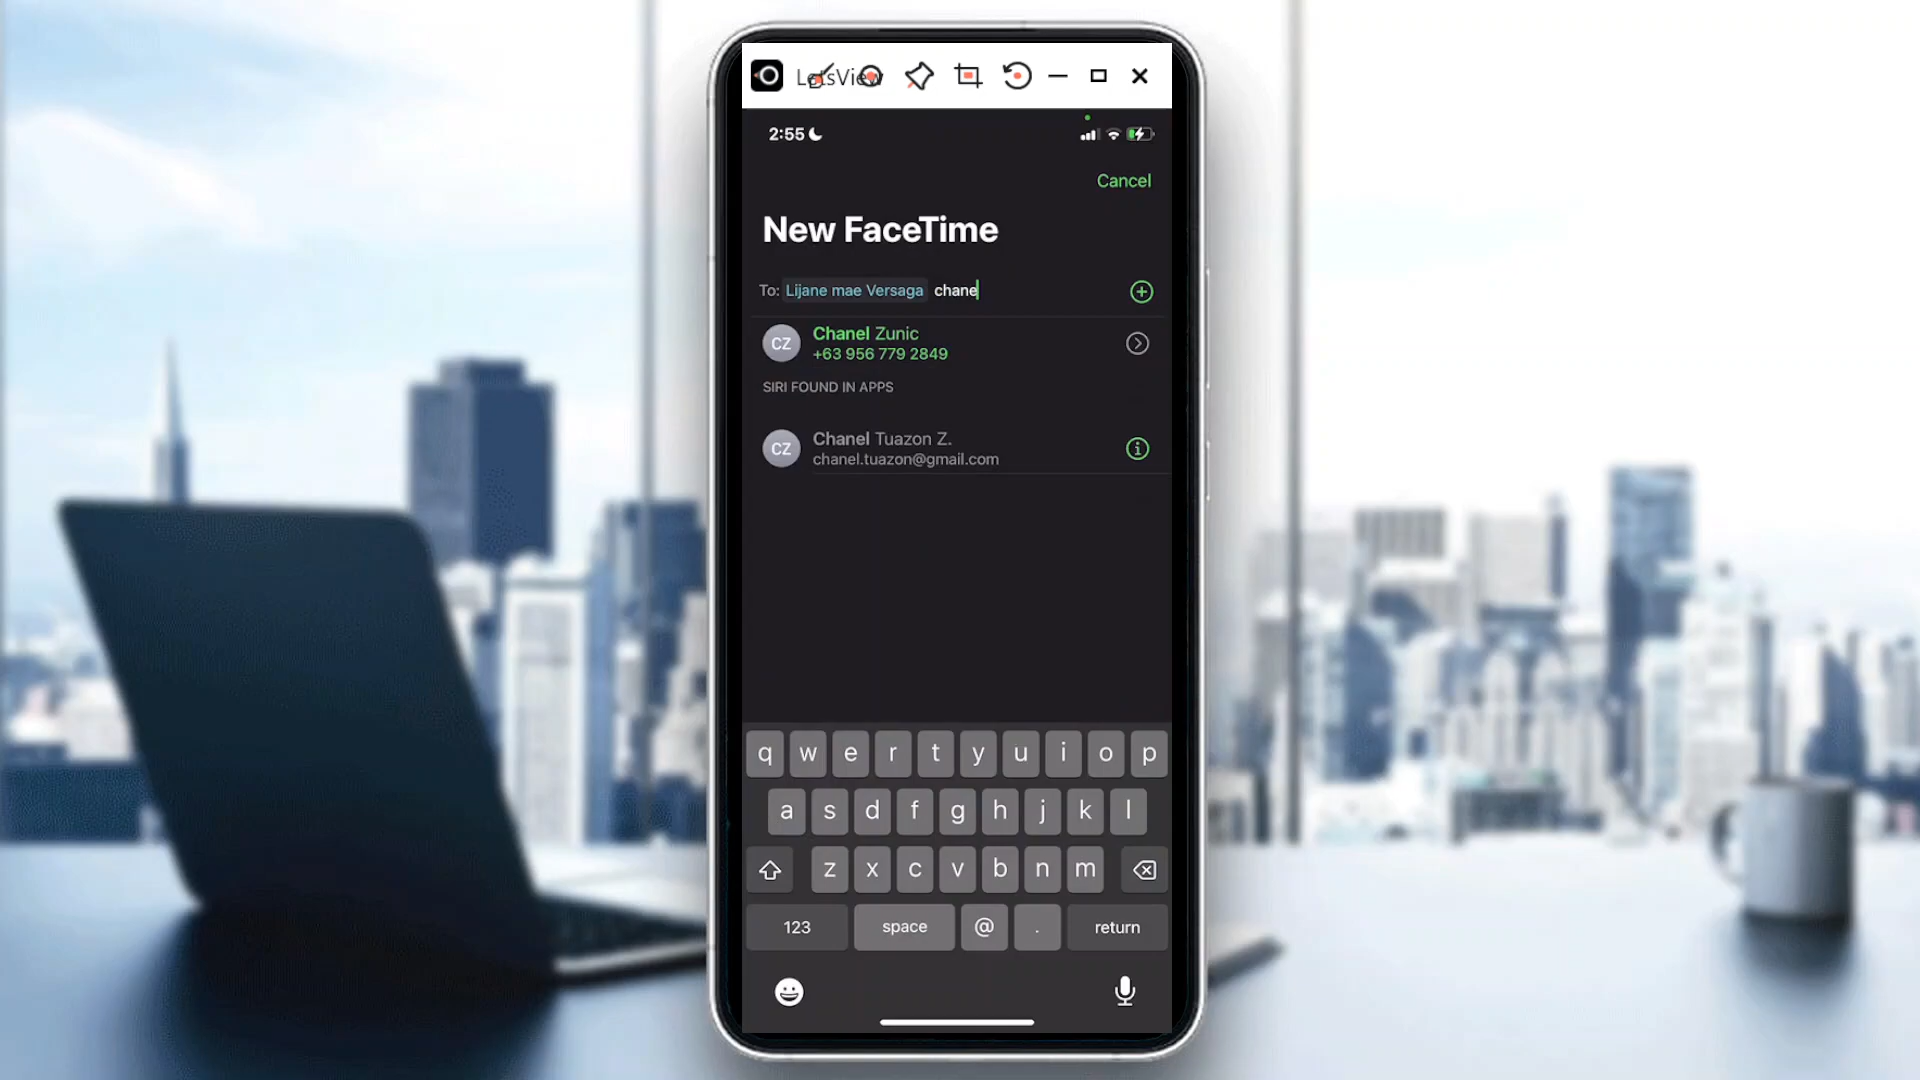 LetsView
2:55
Cancel
New FaceTime
To: Lijane mae Versaga chane
CZ
Chanel Zunic
+63 956 779 2849
SIRI FOUND IN APPS
CZ
Chanel Tuazon Z.
chanel.tuazon@gmail.com
q w e r t y u i o p
a s d f g h j k l
z x c v b n m
123 space @ . return